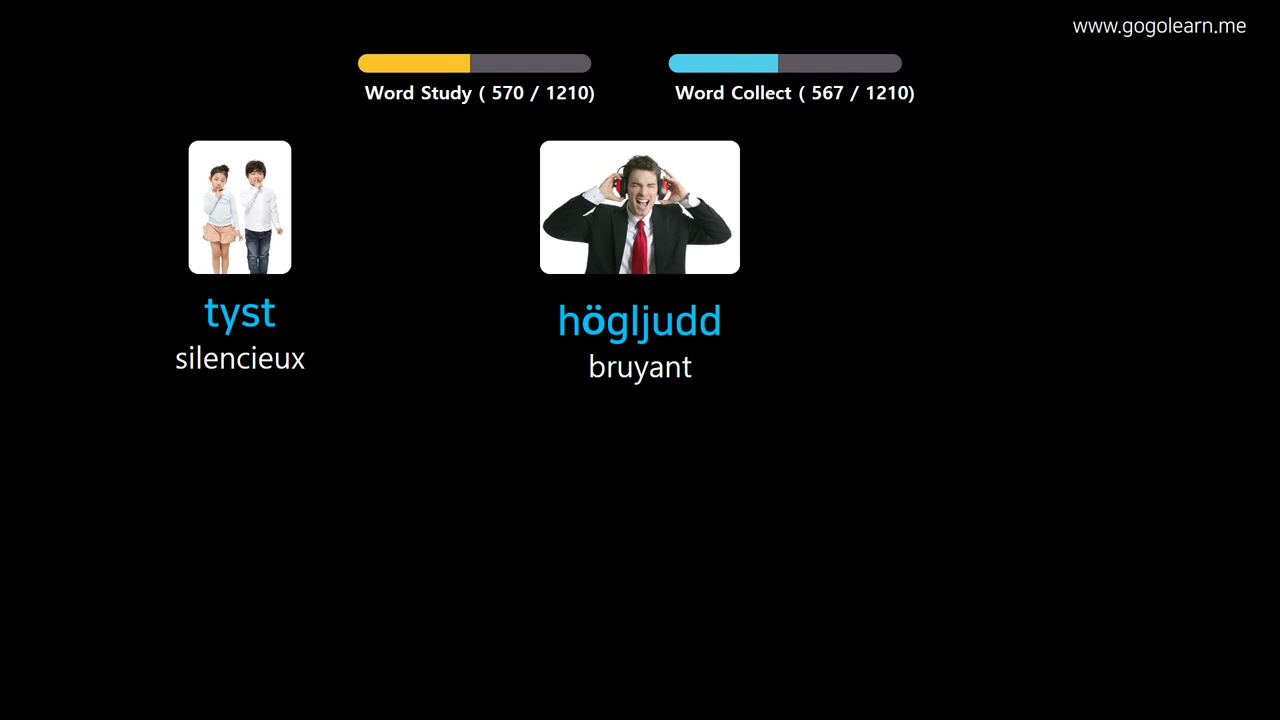 www.gogolearn.me
Word Study ( 570 / 1210)
Word Collect ( 567 / 1210)
tyst
silencieux
högljudd
bruyant